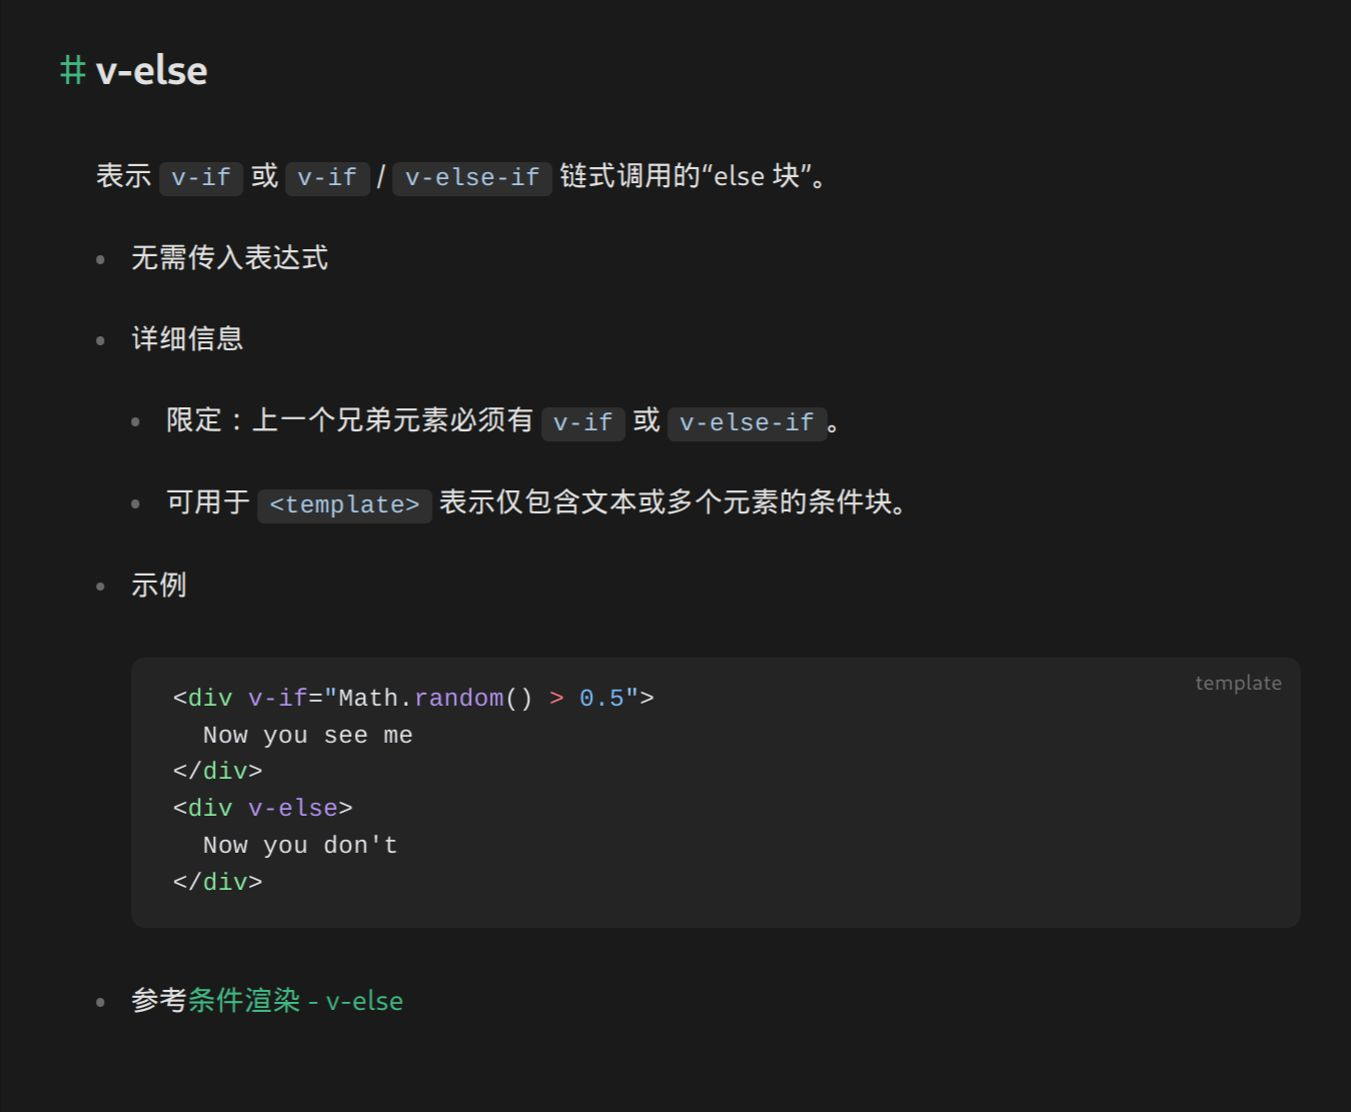 # v-else
表示 v-if 或 v-if / v-else-if 链式调用的“else 块”。
无需传入表达式
详细信息
限定：上一个兄弟元素必须有 v-if 或 v-else-if。
可用于 <template> 表示仅包含文本或多个元素的条件块。
示例
template
<div v-if="Math.random() > 0.5">
  Now you see me
</div>
<div v-else>
  Now you don't
</div>
参考条件渲染 - v-else